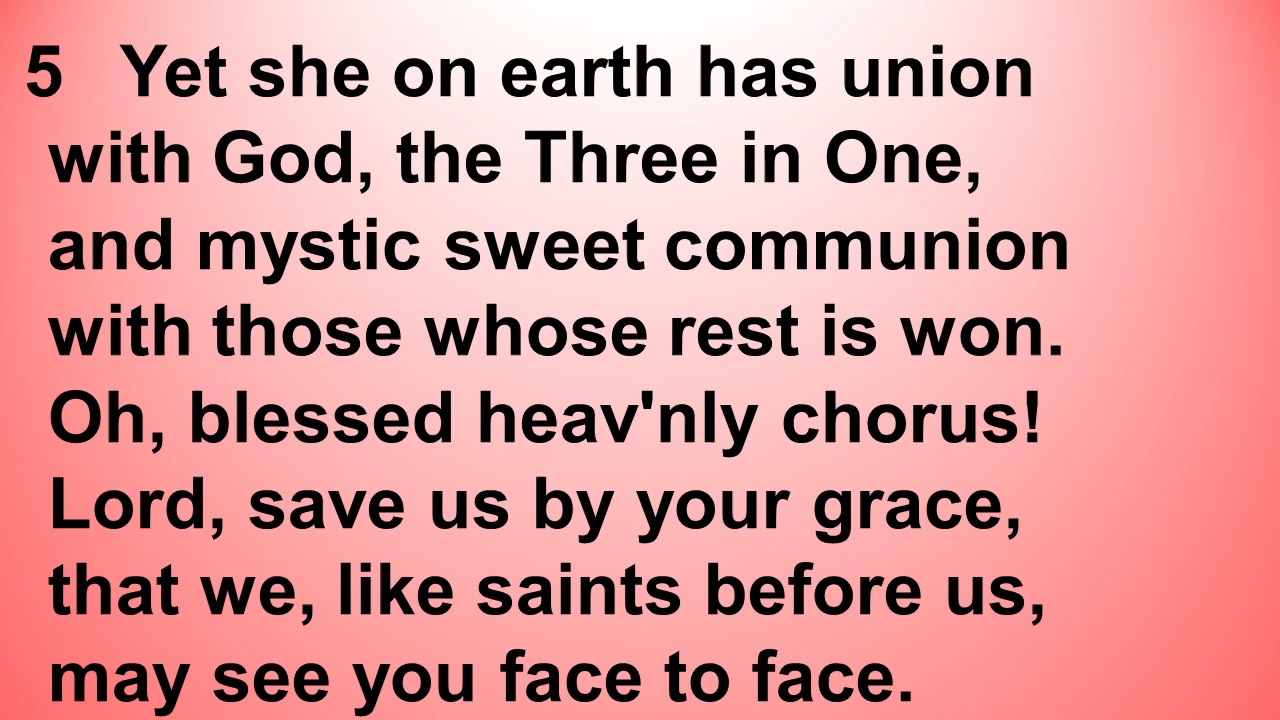 5 Yet she on earth has union
with God, the Three in One,
and mystic sweet communion
with those whose rest is won.
Oh, blessed heav'nly chorus!
Lord, save us by your grace,
that we, like saints before us,
may see you face to face.